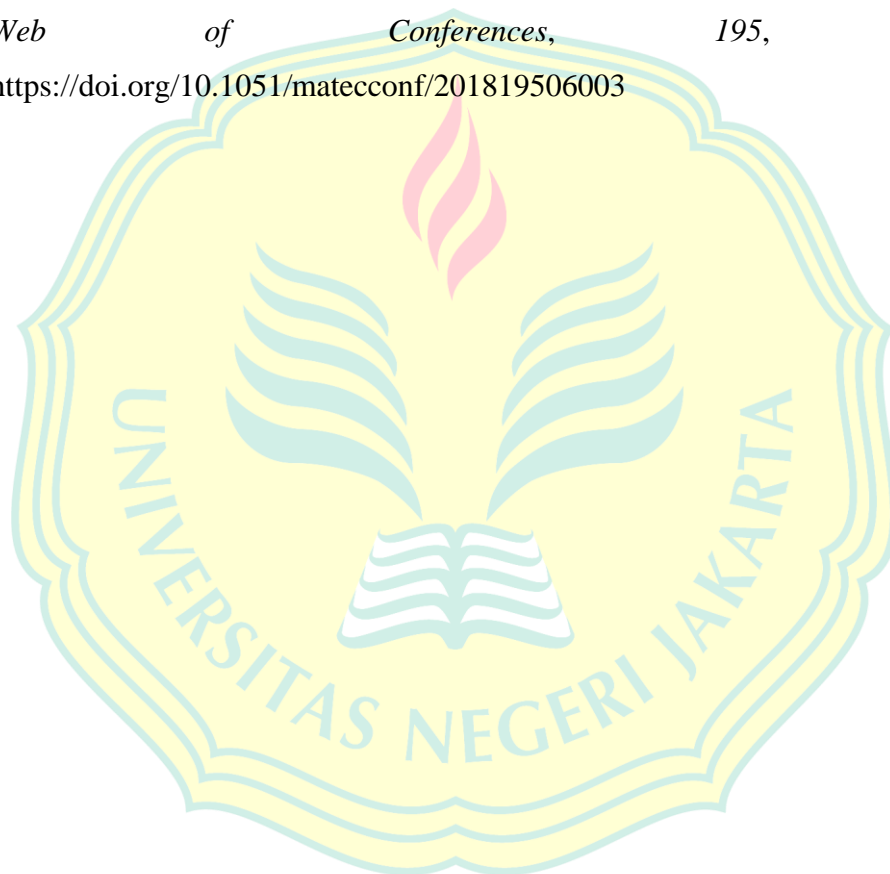 Web of Conferences, 195,
https://doi.org/10.1051/matecconf/201819506003
UNIVERSITAS NEGERI JAKARTA